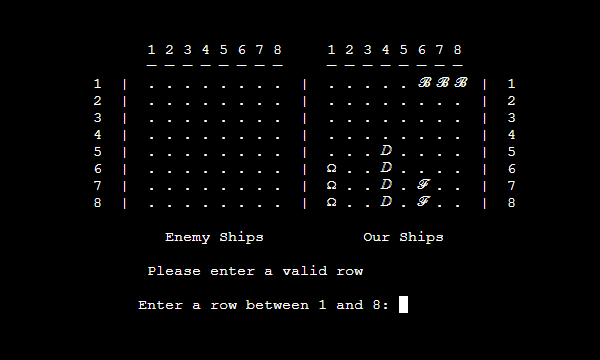 1 2 3 4 5 6 7 8 1 2 3 4 5 6 7 8
— — — — — — — — — — — — — — — —
1 | . . . . . . . . | . . . . . ℬ ℬ ℬ | 1
2 | . . . . . . . . | . . . . . . . . | 2
3 | . . . . . . . . | . . . . . . . . | 3
4 | . . . . . . . . | . . . . . . . . | 4
5 | . . . . . . . . | . . . D . . . . | 5
6 | . . . . . . . . | Ω . . D . . . . | 6
7 | . . . . . . . . | Ω . . D . ℱ . . | 7
8 | . . . . . . . . | Ω . . D . ℱ . . | 8
Enemy Ships Our Ships
Please enter a valid row
Enter a row between 1 and 8: